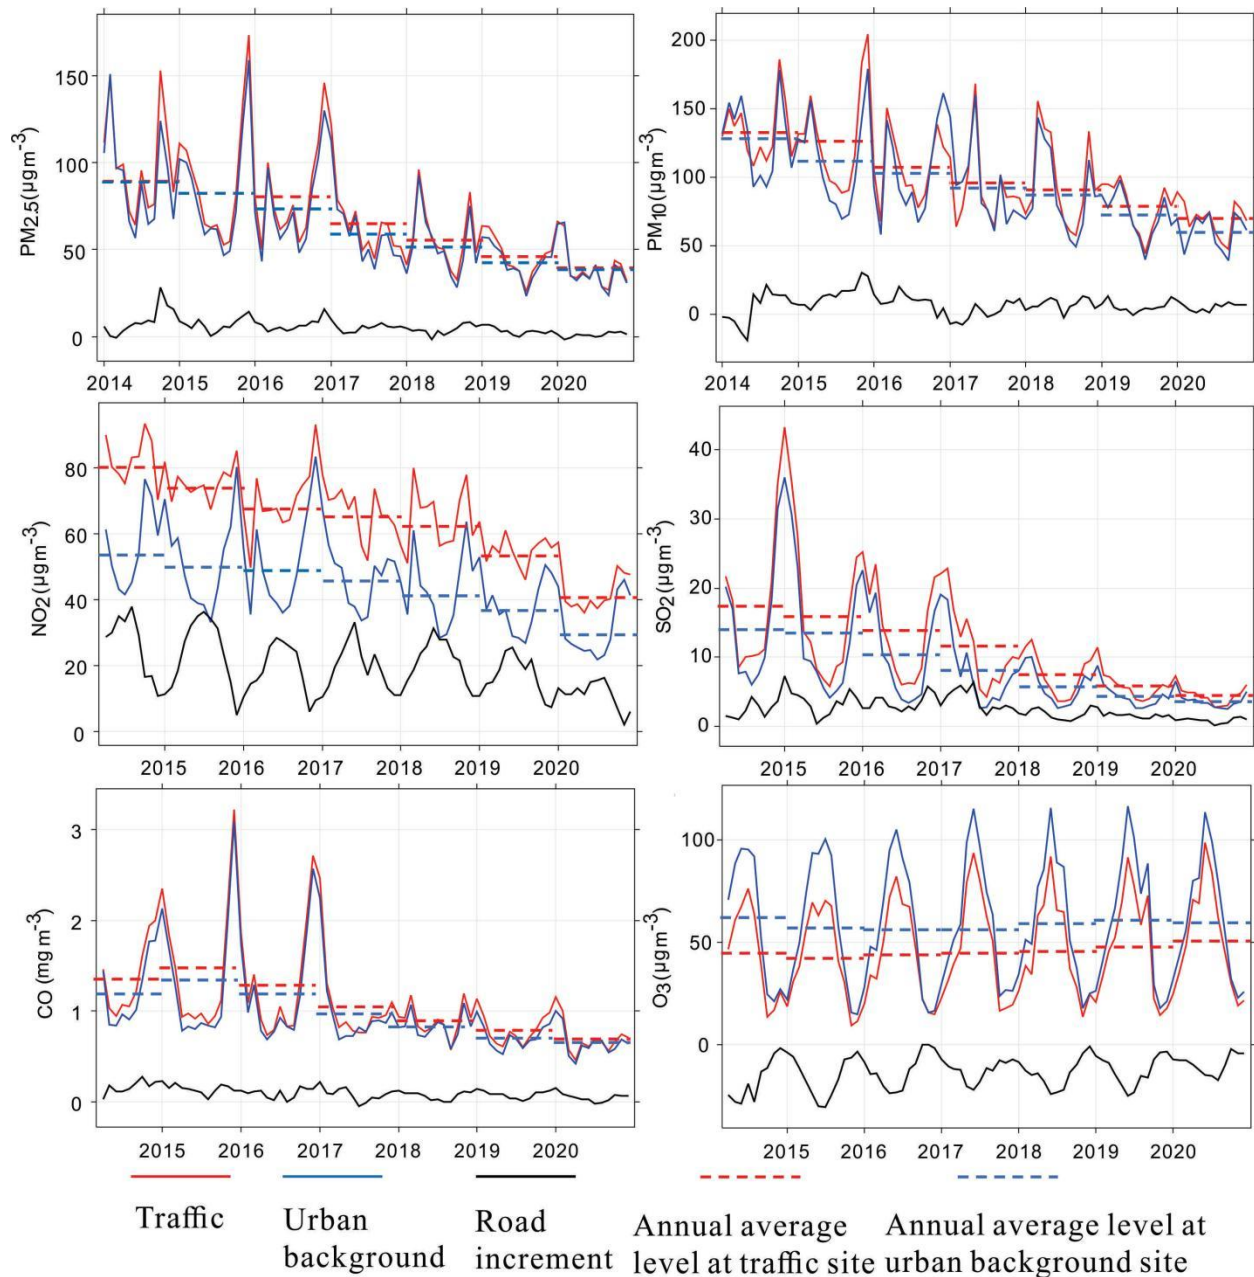 PM2.5(µgm-3)
150
100
50
0
2014 2015 2016 2017 2018 2019 2020
PM10(µgm-3)
200
150
100
50
0
2014 2015 2016 2017 2018 2019 2020
NO2(µgm-3)
80
60
40
20
0
2015 2016 2017 2018 2019 2020
SO2(µgm-3)
40
30
20
10
0
2015 2016 2017 2018 2019 2020
CO (mg m-3)
3
2
1
0
2015 2016 2017 2018 2019 2020
O3(µgm-3)
100
50
0
2015 2016 2017 2018 2019 2020
Traffic
Urban
background
Road
increment
Annual average
level at traffic site
Annual average level at
urban background site